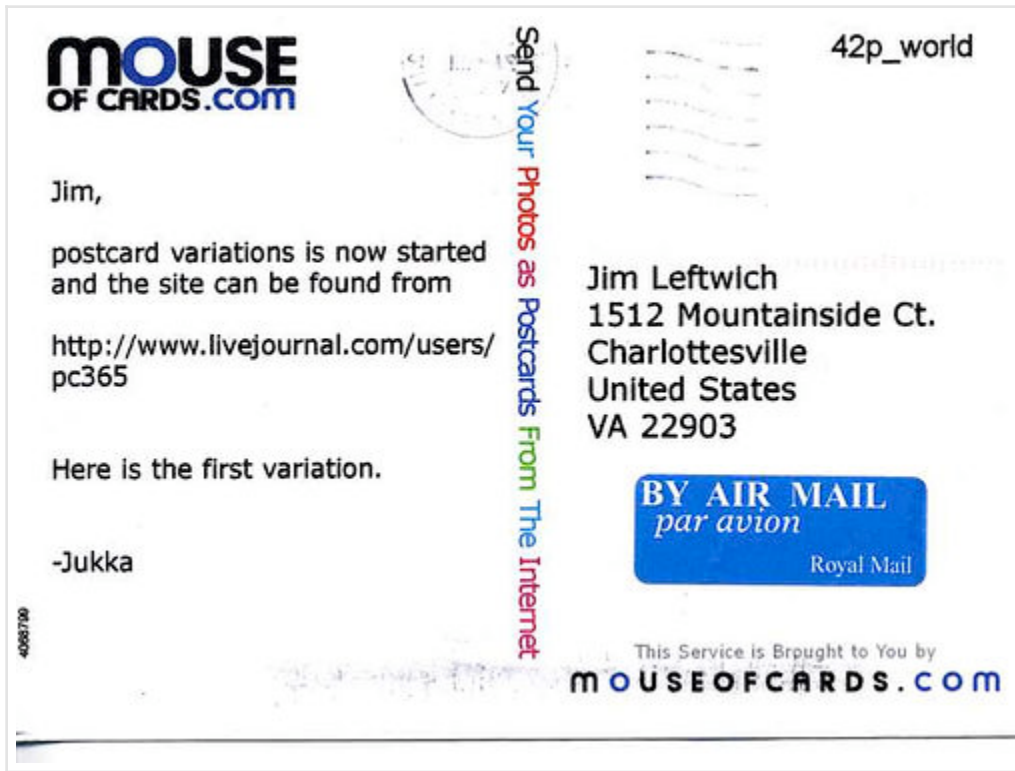 MOUSE
OF CARDS.COM
Jim,
postcard variations is now started
and the site can be found from
http://www.livejournal.com/users/
pc365
Here is the first variation.
-Jukka
4068799
Send Your Photos as Postcards From The Internet
42p_world
Jim Leftwich
1512 Mountainside Ct.
Charlottesville
United States
VA 22903
BY AIR MAIL
par avion
Royal Mail
This Service is Brought to You by
MOUSEOFCARDS.COM